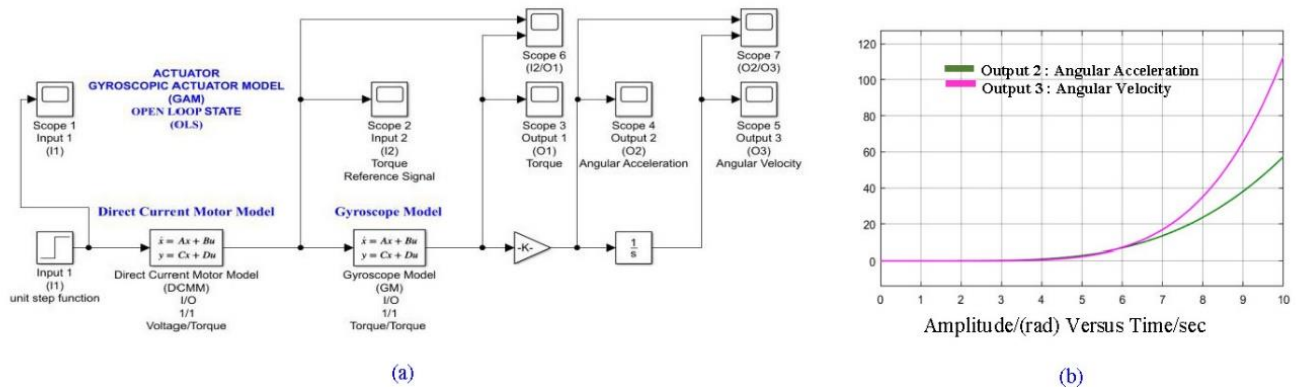 ACTUATOR
GYROSCOPIC ACTUATOR MODEL
(GAM)
OPEN LOOP STATE
(OLS)
Scope 1
Input 1
(I1)
Scope 2
Input 2
(I2)
Torque
Reference Signal
Scope 6
(I2/O1)
Scope 3
Output 1
(O1)
Torque
Scope 4
Output 2
(O2)
Angular Acceleration
Scope 7
(O2/O3)
Scope 5
Output 3
(O3)
Angular Velocity
Direct Current Motor Model
Gyroscope Model
Input 1
(I1)
unit step function
ẋ = Ax + Bu
y = Cx + Du
Direct Current Motor Model
(DCMM)
I/O
1/1
Voltage/Torque
ẋ = Ax + Bu
y = Cx + Du
Gyroscope Model
(GM)
I/O
1/1
Torque/Torque
-K-
1
s
(a)
120
100
80
60
40
20
0
Output 2 : Angular Acceleration
Output 3 : Angular Velocity
0 1 2 3 4 5 6 7 8 9 10
Amplitude/(rad) Versus Time/sec
(b)